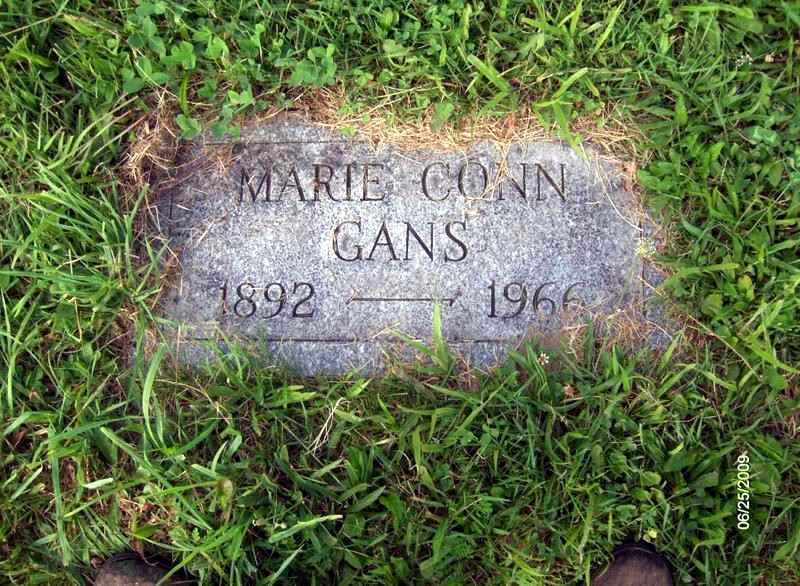 MARIE CONN
GANS
1892 — 1966
06/25/2009